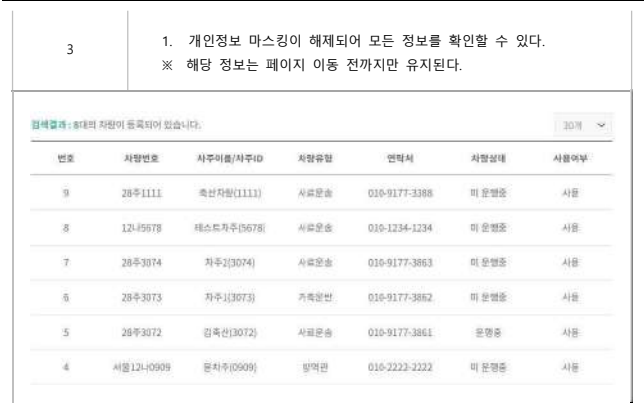 3
1. 개인정보 마스킹이 해제되어 모든 정보를 확인할 수 있다.
※ 해당 정보는 페이지 이동 전까지만 유지된다.
검색결과 : 8대의 차량이 등록되어 있습니다. 30개
번호 차량번호 차주이름/차주ID 차량유형 연락처 차량상태 사용여부
9 28주1111 축산차량(1111) 사료운송 010-9177-3388 미 운행중 사용
8 12나5678 테스트차주(5678) 사료운송 010-1234-1234 미 운행중 사용
7 28주3074 차주2(3074) 사료운송 010-9177-3863 미 운행중 사용
6 28주3073 차주1(3073) 가축운반 010-9177-3862 미 운행중 사용
5 28주3072 김축산(3072) 사료운송 010-9177-3861 운행중 사용
4 서울12나0909 윤차주(0909) 방역관 010-2222-2222 미 운행중 사용